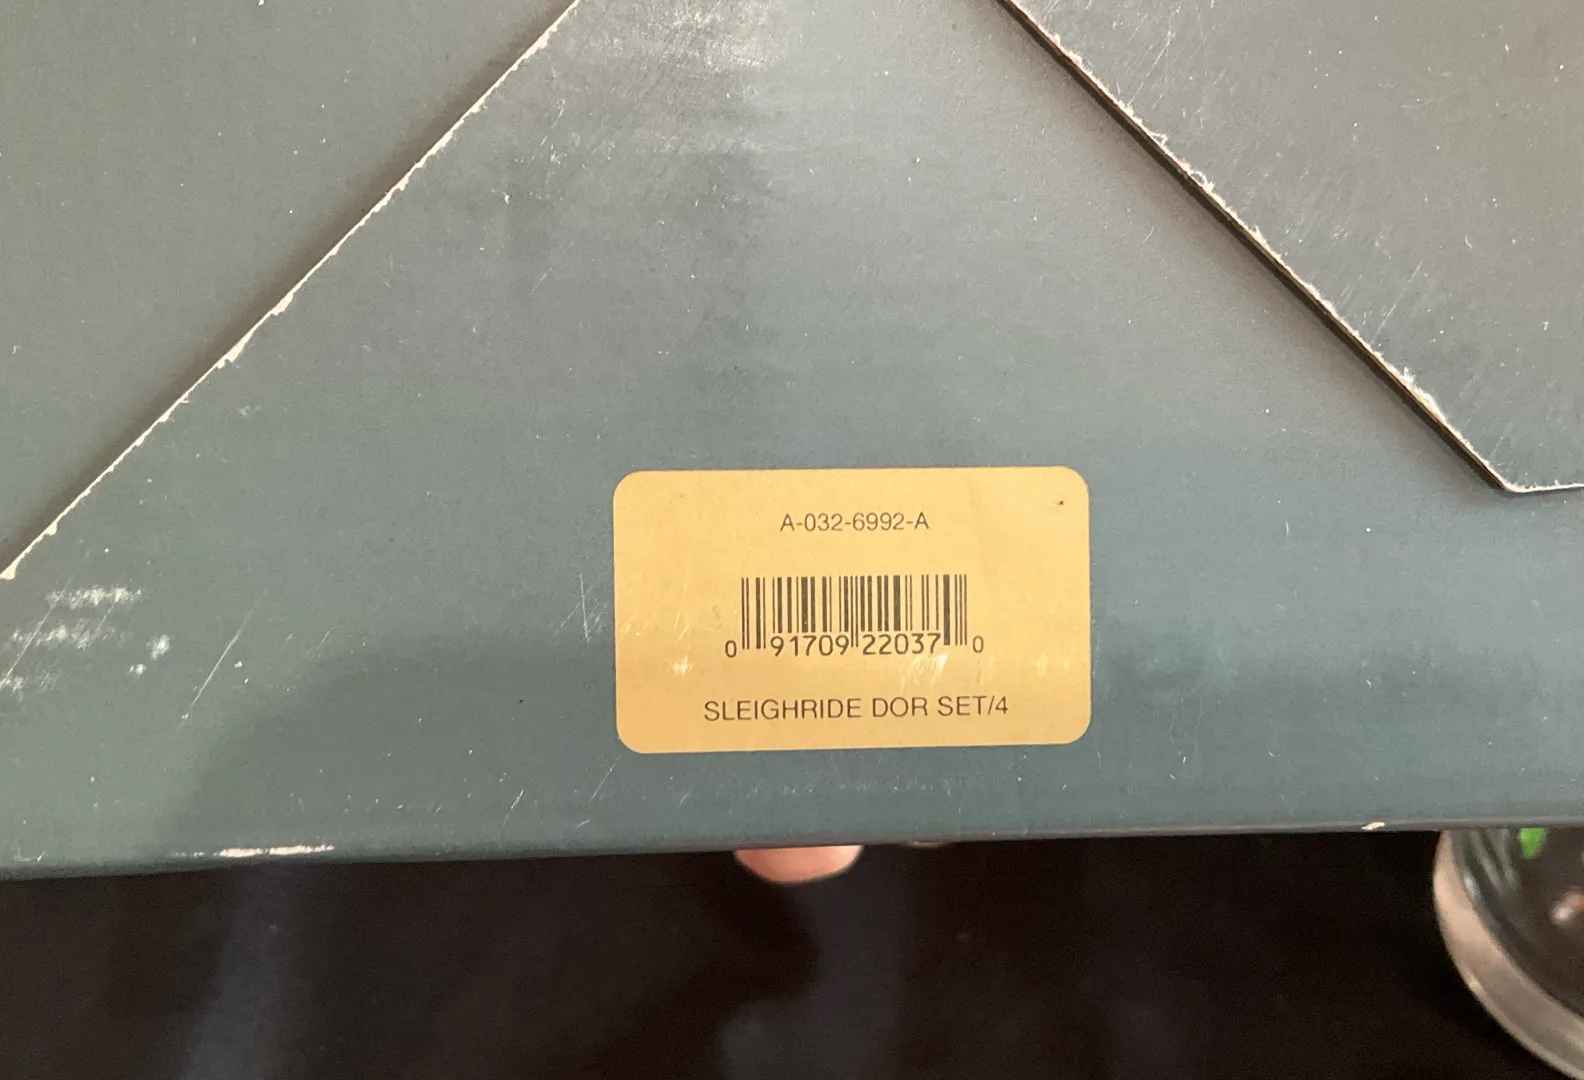 A-032-6992-A
0 91709 22037 0
SLEIGHRIDE DOR SET/4